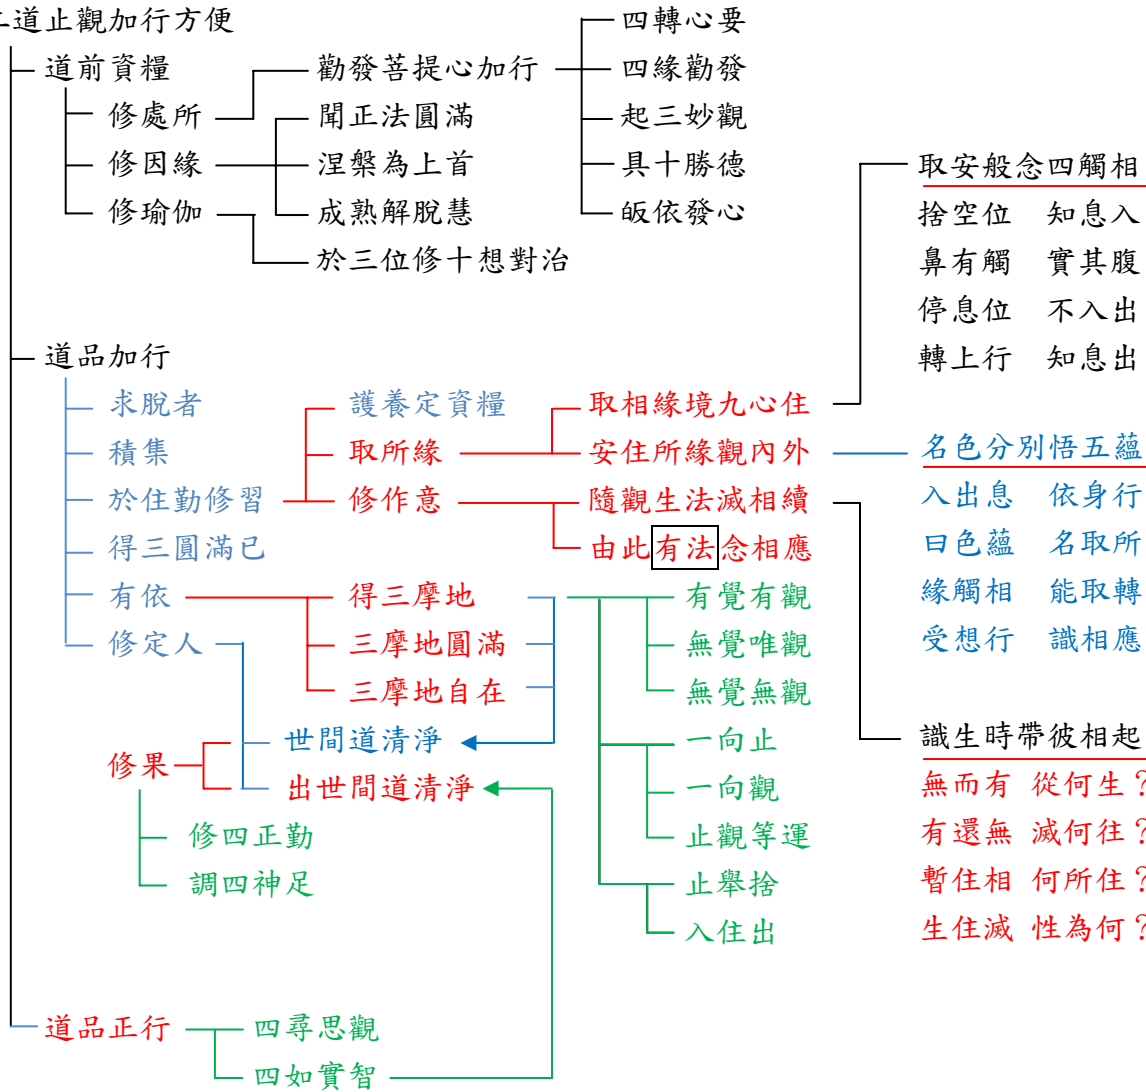 二道止觀加行方便
道前資糧
修處所
修因緣
修瑜伽
勸發菩提心加行
聞正法圓滿
涅槃為上首
成熟解脫慧
於三位修十想對治
四轉心要
四緣勸發
起三妙觀
具十勝德
皈依發心
道品加行
求脫者
積集
於住勤修習
得三圓滿已
有依
修定人
護養定資糧
取所緣
修作意
取相緣境九心住
安住所緣觀內外
隨觀生法滅相續
由此有法念相應
取安般念四觸相
捨空位 知息入
鼻有觸 實其腹
停息位 不入出
轉上行 知息出
名色分別悟五蘊
入出息 依身行
曰色蘊 名取所
緣觸相 能取轉
受想行 識相應
識生時帶彼相起
無而有 從何生?
有還無 滅何往?
暫住相 何所住?
生住滅 性為何?
得三摩地
三摩地圓滿
三摩地自在
有覺有觀
無覺唯觀
無覺無觀
一向止
一向觀
止觀等運
止舉捨
入住出
修果
世間道清淨
出世間道清淨
修四正勤
調四神足
道品正行
四尋思觀
四如實智